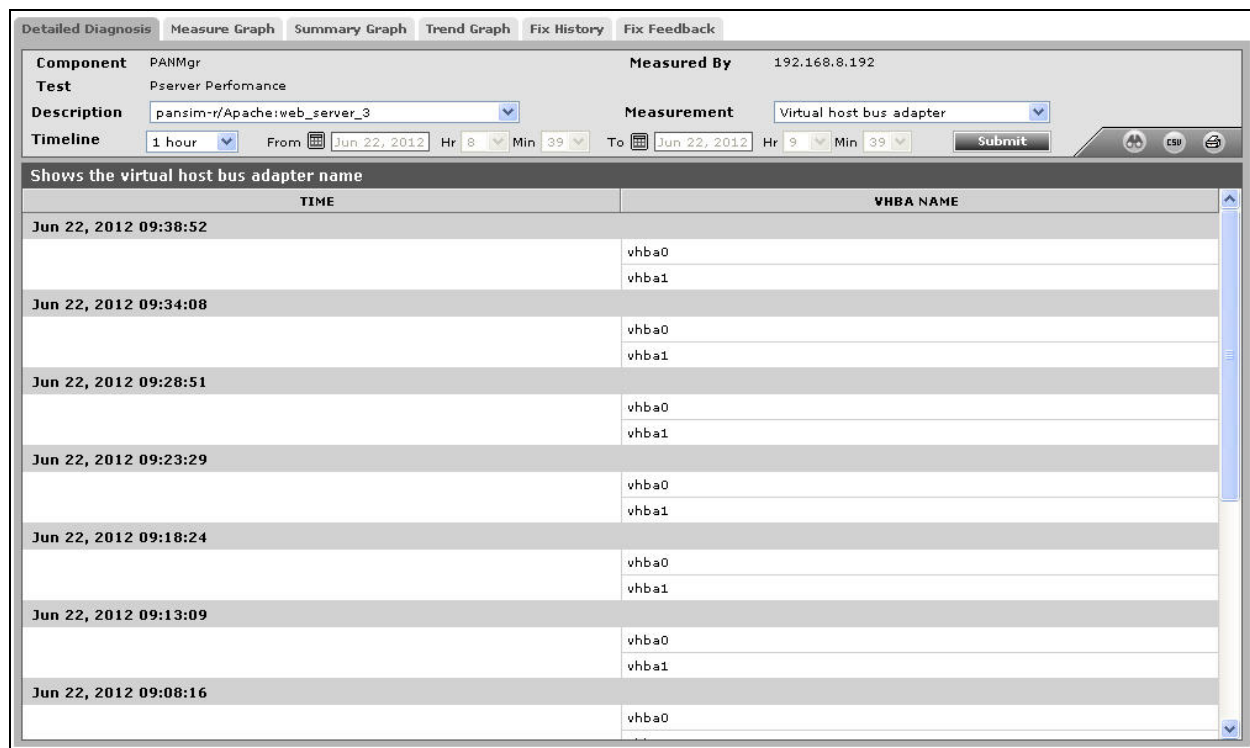 Detailed Diagnosis Measure Graph Summary Graph Trend Graph Fix History Fix Feedback
Component PANMgr Measured By 192.168.8.192
Test Pserver Perfomance
Description pansim-r/Apache:web_server_3 Measurement Virtual host bus adapter
Timeline 1 hour From Jun 22, 2012 Hr 8 Min 39 To Jun 22, 2012 Hr 9 Min 39 Submit CSV
Shows the virtual host bus adapter name
TIME VHBA NAME
Jun 22, 2012 09:38:52
vhba0
vhba1
Jun 22, 2012 09:34:08
vhba0
vhba1
Jun 22, 2012 09:28:51
vhba0
vhba1
Jun 22, 2012 09:23:29
vhba0
vhba1
Jun 22, 2012 09:18:24
vhba0
vhba1
Jun 22, 2012 09:13:09
vhba0
vhba1
Jun 22, 2012 09:08:16
vhba0